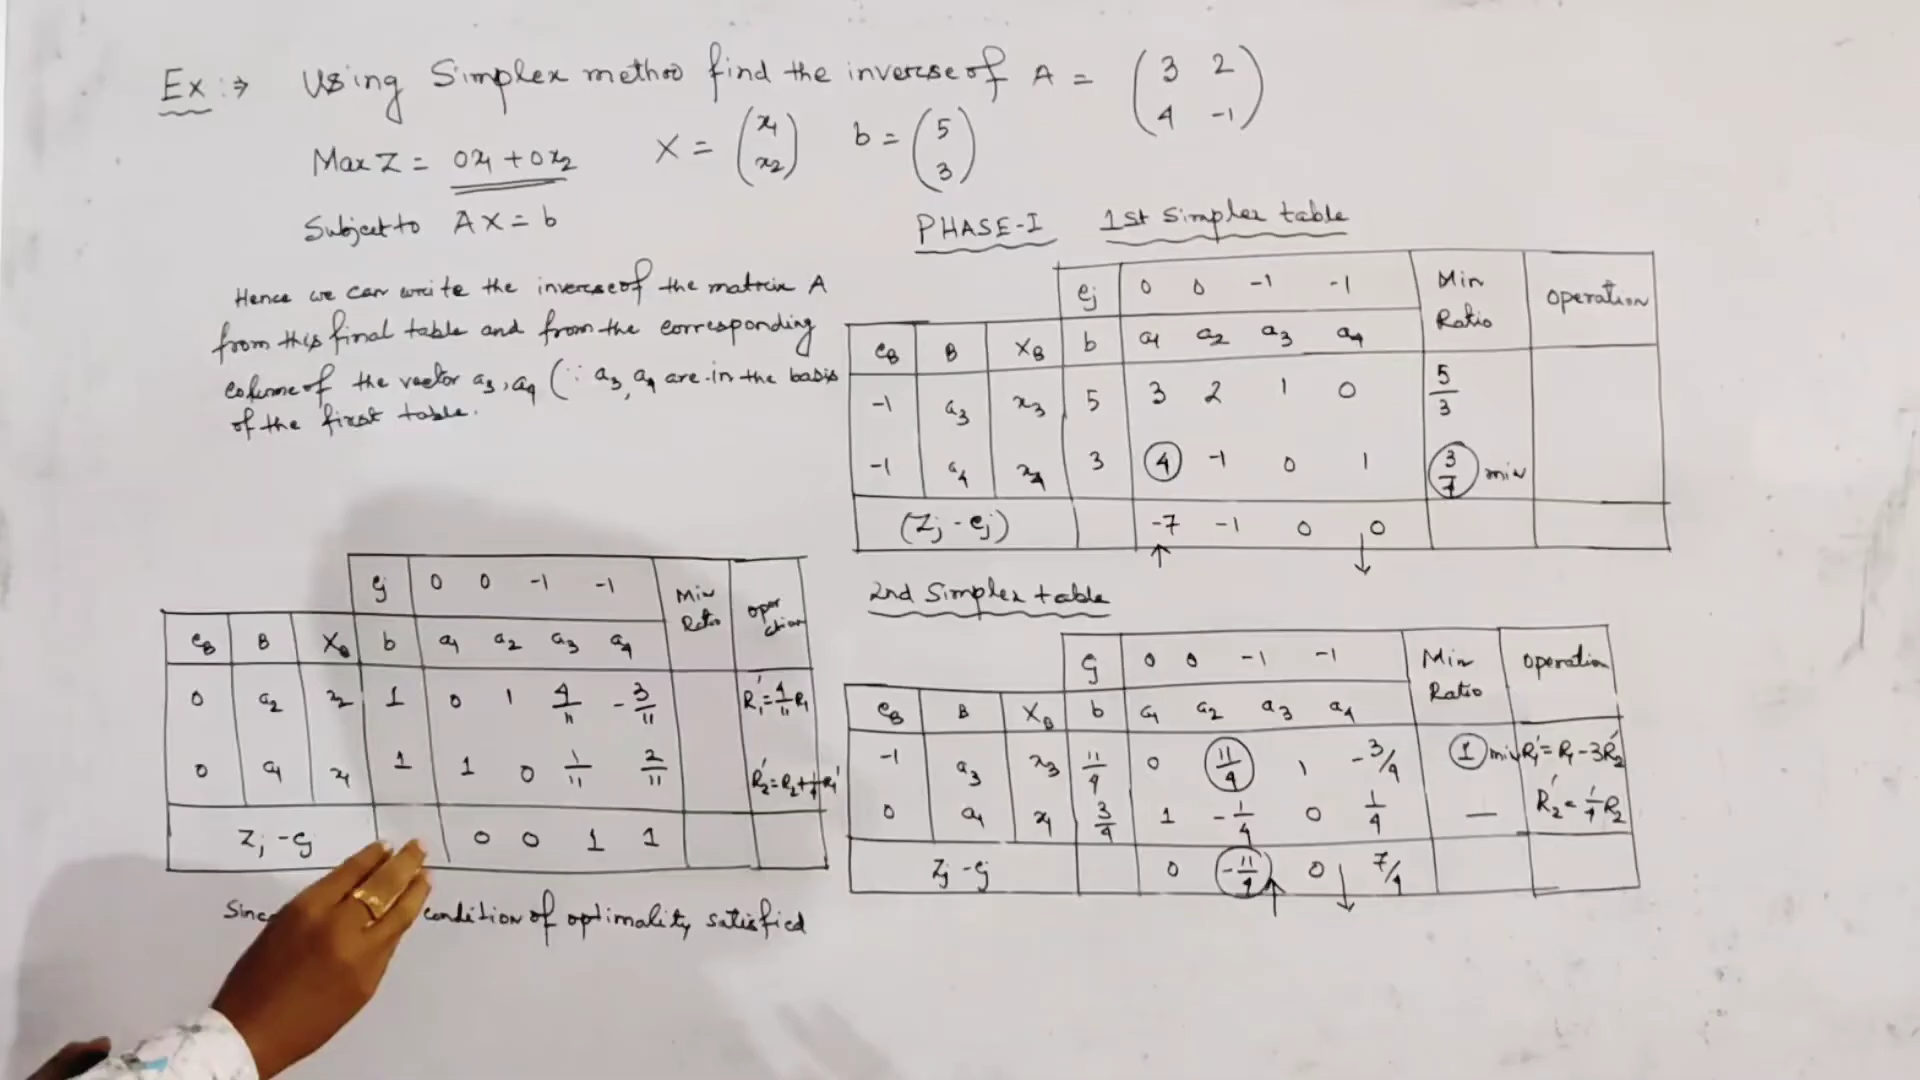 Ex :⇒ Using Simplex method find the inverse of A = (3 2
4 -1)
Max Z = 0x1 + 0x2 X = (x1
x2) b = (5
3)
Subject to AX = b
Hence we can write the inverse of the matrix A
from this final table and from the corresponding
column of the vector a3, a4 (∵ a3, a4 are in the basis
of the first table.
PHASE-I 1st Simplex table
Cj 0 0 -1 -1 Min Ratio operation
CB B XB b a1 a2 a3 a4
-1 a3 x3 5 3 2 1 0 5/3
-1 a4 x4 3 4 -1 0 1 3/4 min
(Zj - Cj) -7 -1 0 0
2nd Simplex table
Cj 0 0 -1 -1 Min Ratio operation
CB B XB b a1 a2 a3 a4
-1 a3 x3 11/4 0 11/4 1 -3/4 1 min R1' = R1 - 3R2'
0 a1 x1 3/4 1 -1/4 0 1/4 — R2' = 1/4 R2
Zj - Cj 0 -11/4 0 7/4
Cj 0 0 -1 -1 Min Ratio operation
CB B XB b a1 a2 a3 a4
0 a2 x2 1 0 1 4/11 -3/11 R1' = 4/11 R1
0 a1 x1 1 1 0 1/11 2/11 R2' = R2 + 1/4 R1'
Zj - Cj 0 0 1 1
condition of optimality satisfied